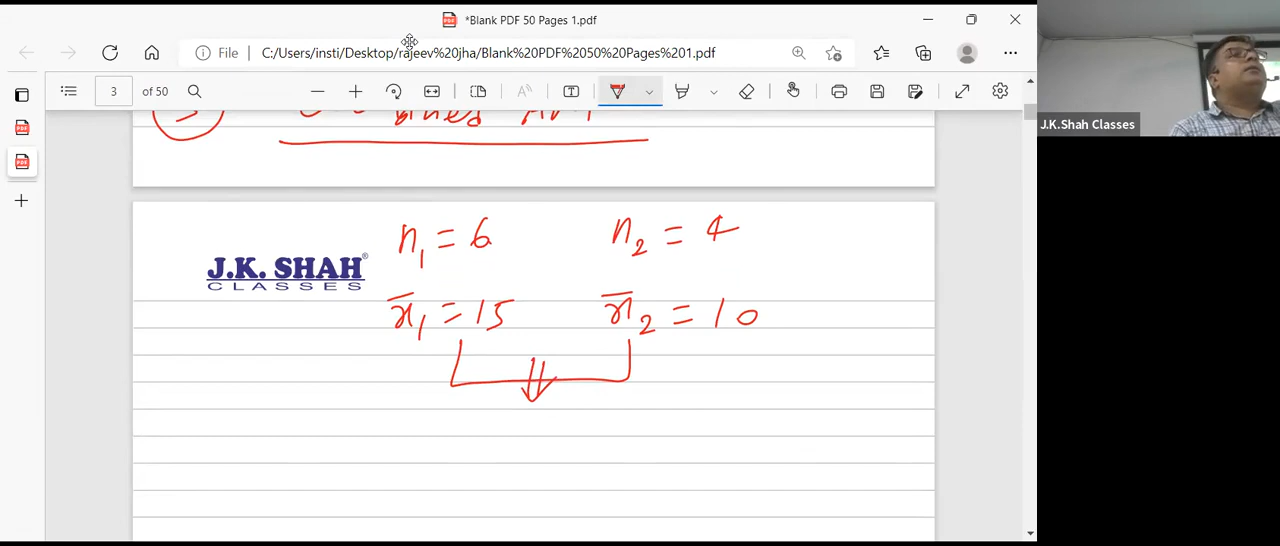 *Blank PDF 50 Pages 1.pdf
File C:/Users/insti/Desktop/rajeev%20jha/Blank%20PDF%2050%20Pages%201.pdf
3 of 50
J.K.Shah Classes
n₁ = 6 n₂ = 4
J.K. SHAH®
CLASSES
x̄₁ = 15 x̄₂ = 10